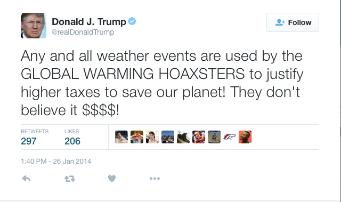 Donald J. Trump
Follow
@realDonaldTrump
Any and all weather events are used by the
GLOBAL WARMING HOAXSTERS to justify
higher taxes to save our planet! They don't
believe it $$$$!
RETWEETS LIKES
297 206
1:40 PM - 26 Jan 2014